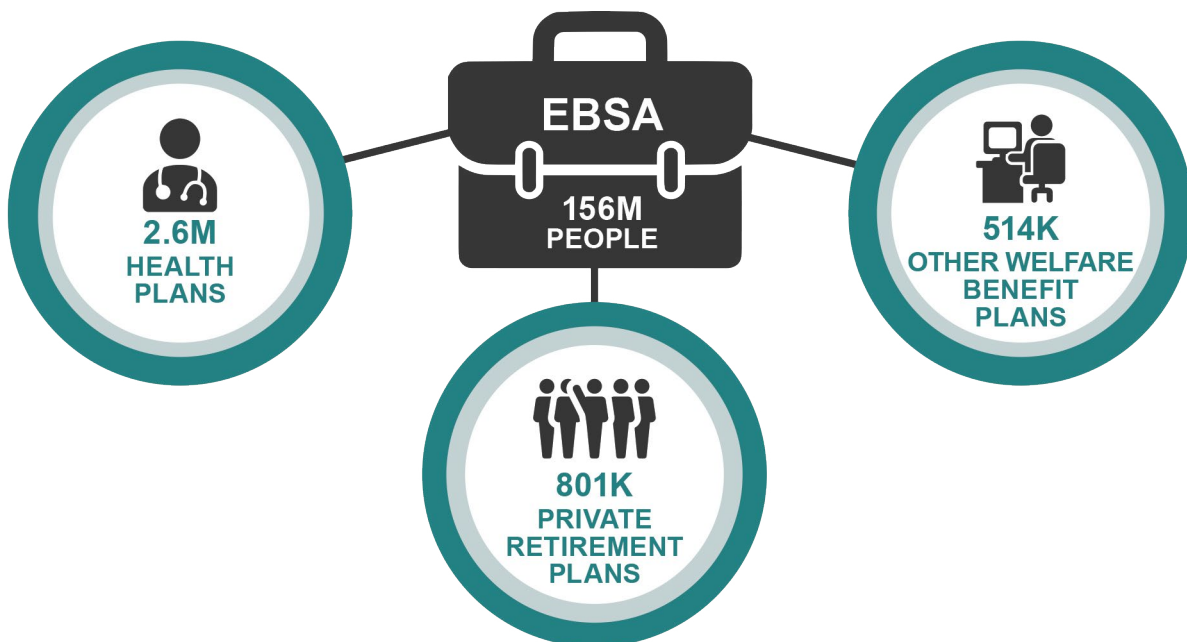 EBSA
156M
PEOPLE
2.6M
HEALTH
PLANS
514K
OTHER WELFARE
BENEFIT
PLANS
801K
PRIVATE
RETIREMENT
PLANS